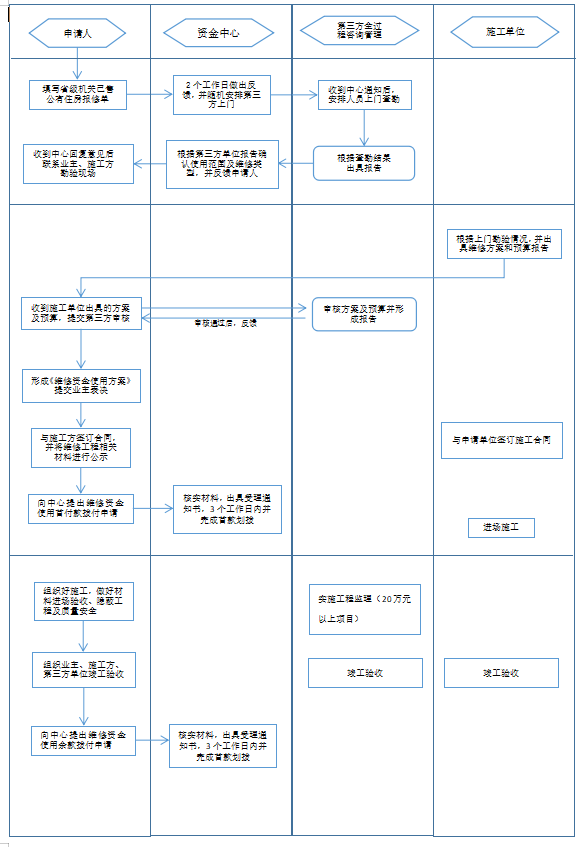 申请人
资金中心
第三方全过
程咨询管理
施工单位
填写省级机关已售
公有住房报修单
2个工作日做出反
馈，并随机安排第三
方上门
收到中心通知后，
安排人员上门查勘
收到中心回复意见后
联系业主、施工方
勘验现场
根据第三方单位报告确
认使用范围及维修类
型，并反馈申请人
根据查勘结果
出具报告
根据上门勘验情况，并出
具维修方案和预算报告
收到施工单位出具的方案
及预算，提交第三方审核
审核通过后，反馈
审核方案及预算并形
成报告
形成《维修资金使用方案》
提交业主表决
与施工方签订合同，
并将维修工程相关
材料进行公示
与申请单位签订施工合同
向中心提出维修资金
使用首付款拨付申请
核实材料，出具受理通
知书，3个工作日内并
完成首款划拨
进场施工
组织好施工，做好材
料进场验收、隐蔽工
程及质量安全
实施工程监理（20万元
以上项目）
组织业主、施工方、
第三方单位竣工验收
竣工验收
竣工验收
向中心提出维修资金
使用余款拨付申请
核实材料，出具受理通
知书，3个工作日内并
完成首款划拨